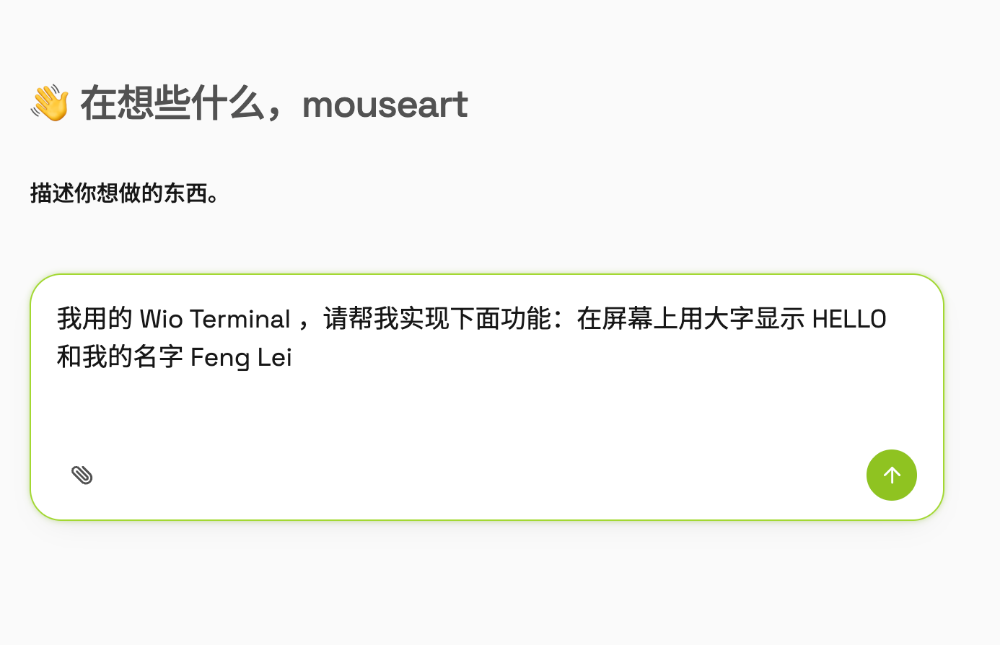 👋 在想些什么，mouseart
描述你想做的东西。
我用的 Wio Terminal ，请帮我实现下面功能：在屏幕上用大字显示 HELLO
和我的名字 Feng Lei